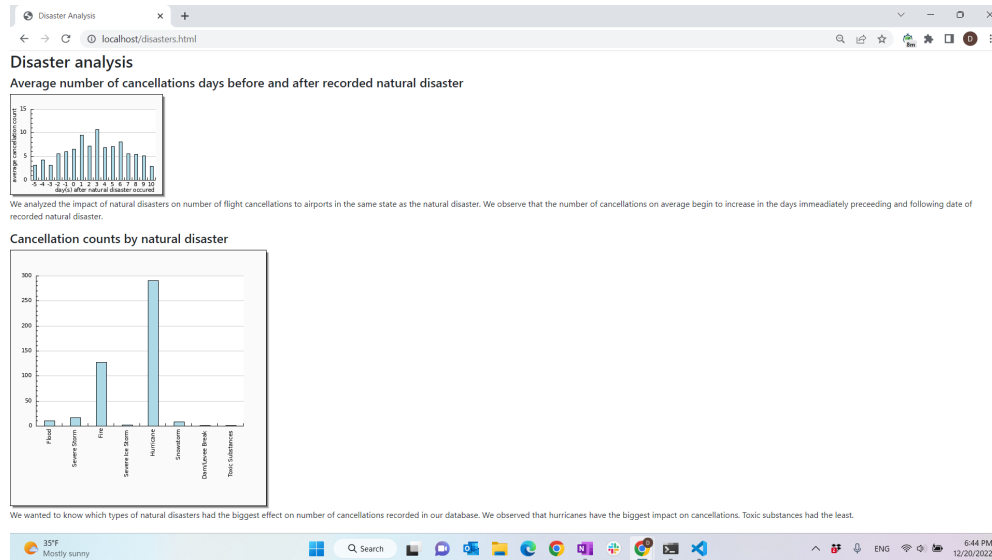 Disaster Analysis
localhost/disasters.html
8m
D
Disaster analysis
Average number of cancellations days before and after recorded natural disaster
average cancellation count
15
10
5
0
-5 -4 -3 -2 -1 0 1 2 3 4 5 6 7 8 9 10
day(s) after natural disaster occured
We analyzed the impact of natural disasters on number of flight cancellations to airports in the same state as the natural disaster. We observe that the number of cancellations on average begin to increase in the days immeadiately preceeding and following date of
recorded natural disaster.
Cancellation counts by natural disaster
300
250
200
150
100
50
0
Flood
Severe Storm
Fire
Severe Ice Storm
Hurricane
Snowstorm
Dam/Levee Break
Toxic Substances
We wanted to know which types of natural disasters had the biggest effect on number of cancellations recorded in our database. We observed that hurricanes have the biggest impact on cancellations. Toxic substances had the least.
35°F
Mostly sunny
Search
ENG
6:44 PM
12/20/2022